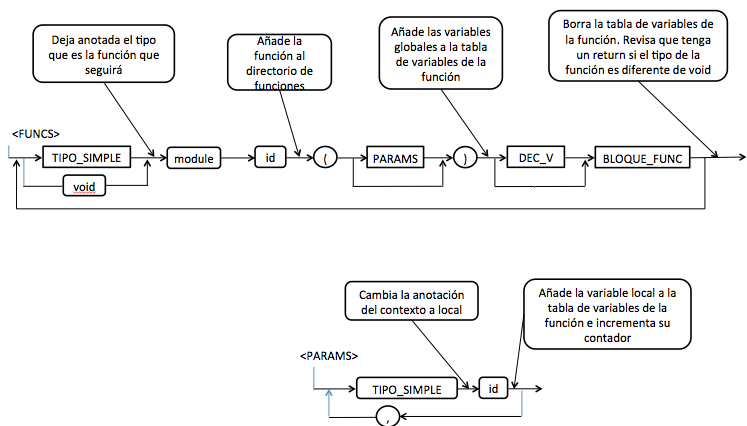 Deja anotada el tipo
que es la función que
seguirá
Añade la
función al
directorio de
funciones
Añade las variables
globales a la tabla
de variables de la
función
Borra la tabla de variables de
la función. Revisa que tenga
un return si el tipo de la
función es diferente de void
<FUNCS>
TIPO_SIMPLE
module
id
(
PARAMS
)
DEC_V
BLOQUE_FUNC
void
Cambia la anotación
del contexto a local
Añade la variable local a la
tabla de variables de la
función e incrementa su
contador
<PARAMS>
TIPO_SIMPLE
id
,